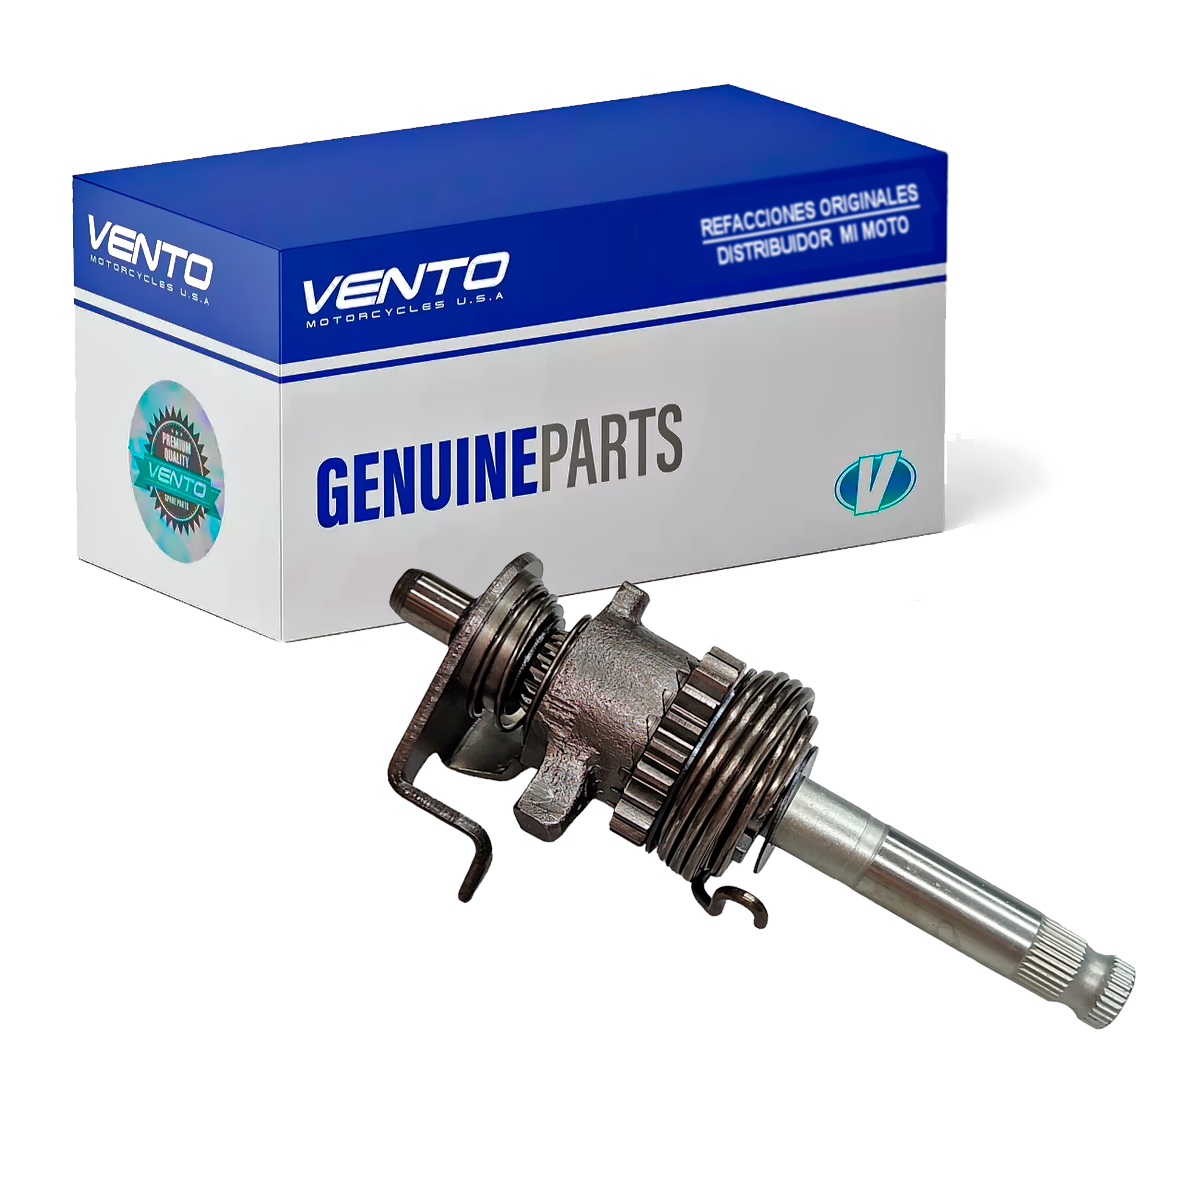 VENTO
MOTORCYCLES U.S.A
PREMIUM
QUALITY
VENTO
SPARE PARTS
VENTO
MOTORCYCLES U.S.A
REFACCIONES ORIGINALES
DISTRIBUIDOR MI MOTO
GENUINEPARTS
V